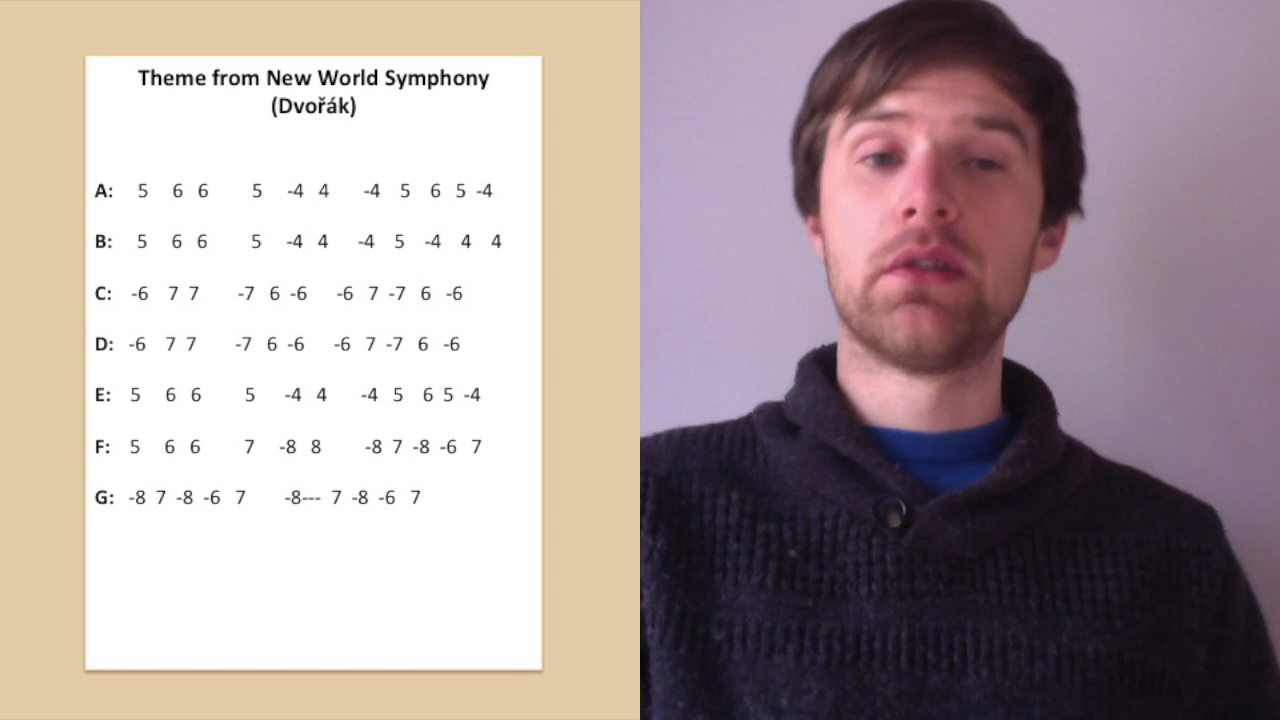 Theme from New World Symphony
(Dvořák)
A: 5 6 6 5 -4 4 -4 5 6 5 -4
B: 5 6 6 5 -4 4 -4 5 -4 4 4
C: -6 7 7 -7 6 -6 -6 7 -7 6 -6
D: -6 7 7 -7 6 -6 -6 7 -7 6 -6
E: 5 6 6 5 -4 4 -4 5 6 5 -4
F: 5 6 6 7 -8 8 -8 7 -8 -6 7
G: -8 7 -8 -6 7 -8--- 7 -8 -6 7